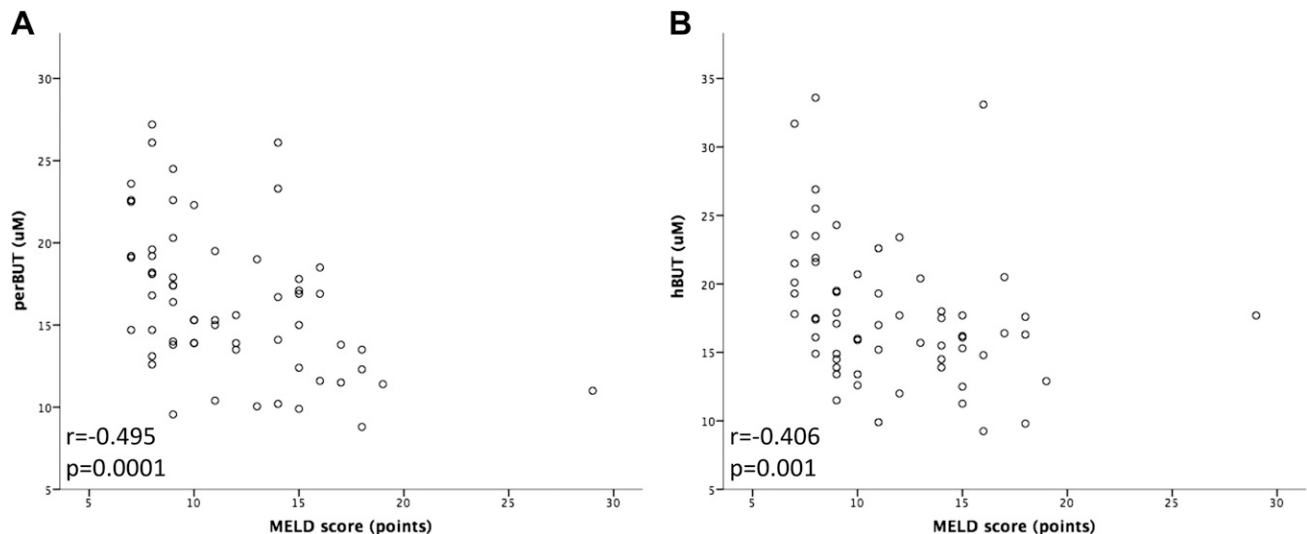 A
30
25
20
15
10
5
perBUT (uM)
r=-0.495
p=0.0001
5 10 15 20 25 30
MELD score (points)
B
35
30
25
20
15
10
5
hBUT (uM)
r=-0.406
p=0.001
5 10 15 20 25 30
MELD score (points)